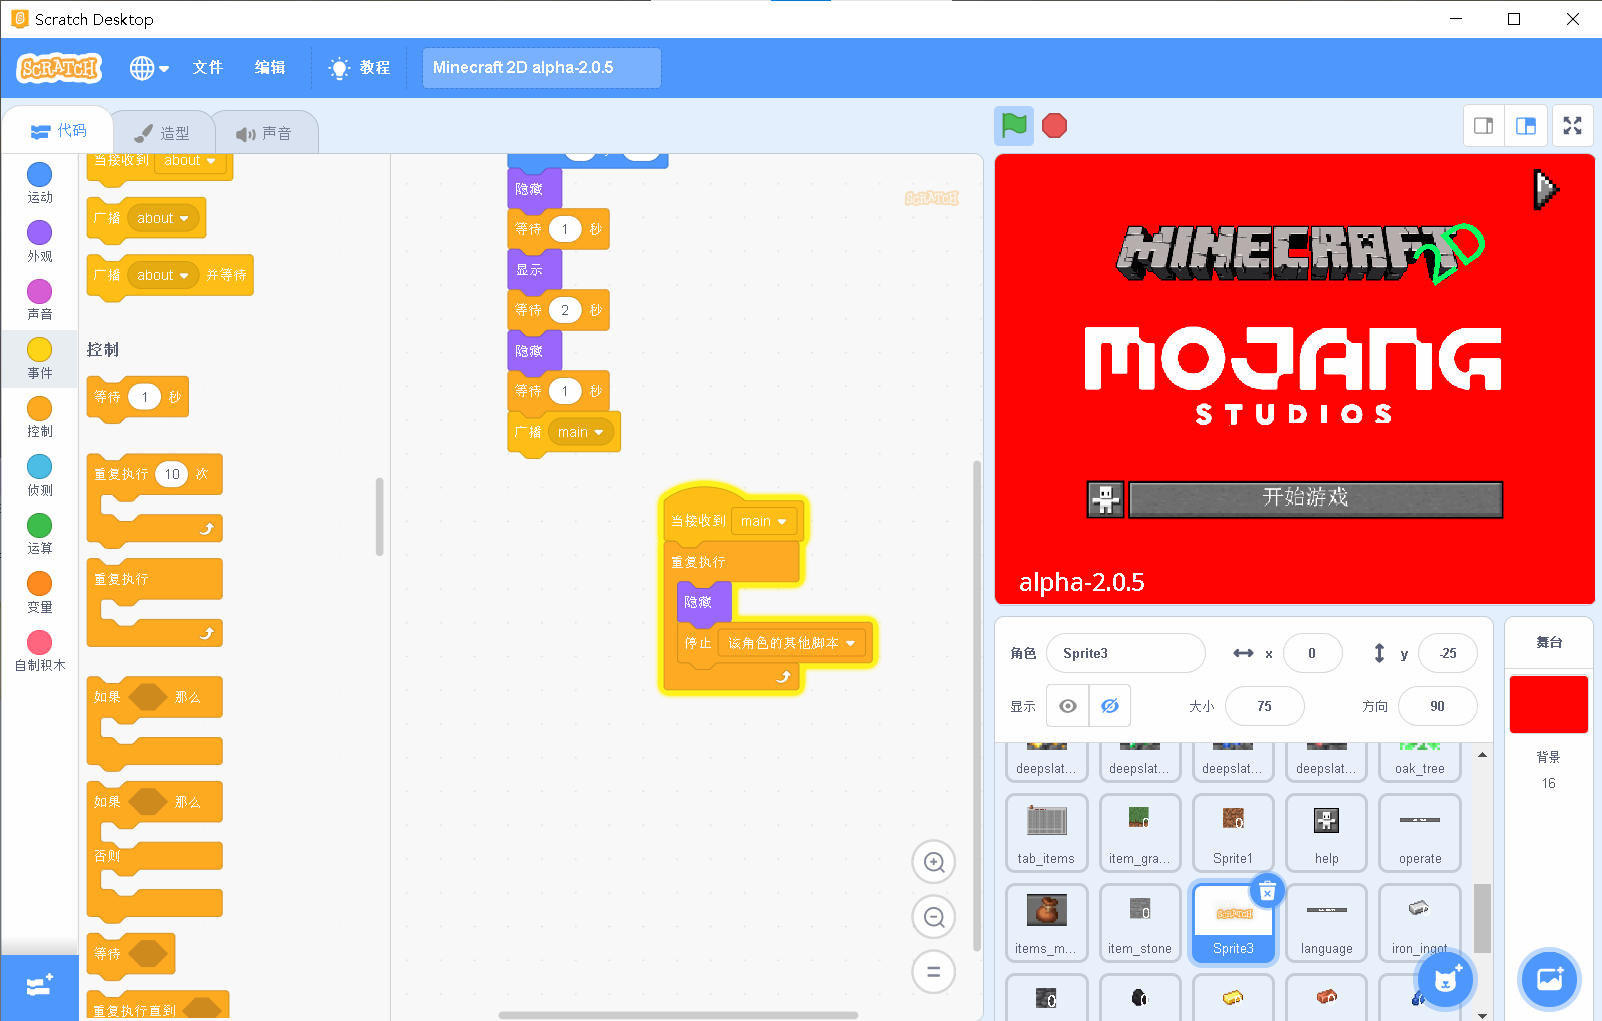 Scratch Desktop
SCRATCH
文件
编辑
教程
Minecraft 2D alpha-2.0.5
代码
造型
声音
运动
外观
声音
事件
控制
侦测
运算
变量
自制积木
当接收到 about
广播 about
广播 about 并等待
控制
等待 1 秒
重复执行 10 次
重复执行
如果 那么
如果 那么
否则
等待
重复执行直到
隐藏
等待 1 秒
显示
等待 2 秒
隐藏
等待 1 秒
广播 main
当接收到 main
重复执行
隐藏
停止 该角色的其他脚本
SCRATCH
MINECRAFT
2D
MOJANG
STUDIOS
开始游戏
alpha-2.0.5
角色 Sprite3 x 0 y -25
显示 大小 75 方向 90
deepslat... deepslat... deepslat... deepslat... oak_tree
0 0
tab_items item_gra... Sprite1 help operate
0 SCRATCH
items_m... item_stone Sprite3 language iron_ingot
0
舞台
背景
16